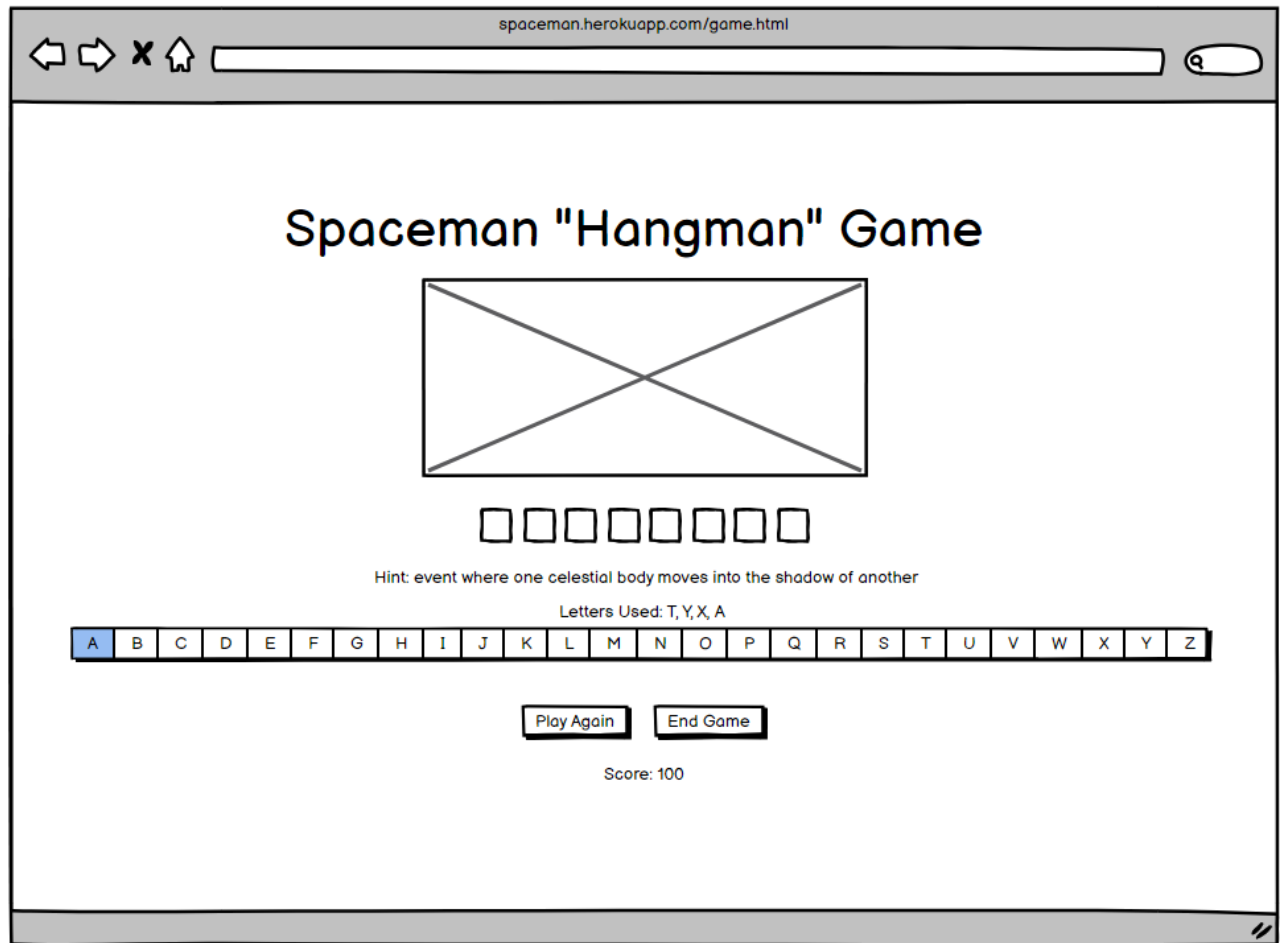 spaceman.herokuapp.com/game.html
Spaceman "Hangman" Game
Hint: event where one celestial body moves into the shadow of another
Letters Used: T, Y, X, A
A B C D E F G H I J K L M N O P Q R S T U V W X Y Z
Play Again End Game
Score: 100